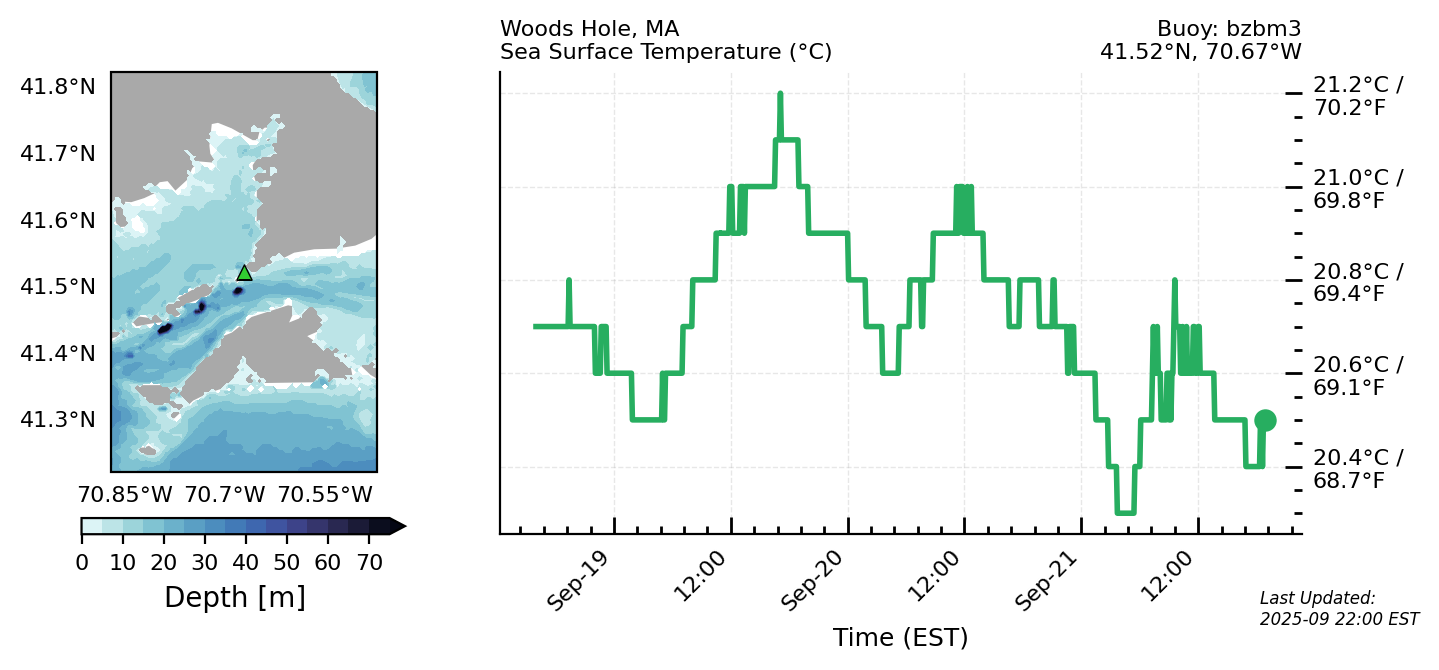 Woods Hole, MA
Sea Surface Temperature (°C)
Buoy: bzbm3
41.52°N, 70.67°W
41.8°N
41.7°N
41.6°N
41.5°N
41.4°N
41.3°N
70.85°W 70.7°W 70.55°W
0 10 20 30 40 50 60 70
Depth [m]
21.2°C /
70.2°F
21.0°C /
69.8°F
20.8°C /
69.4°F
20.6°C /
69.1°F
20.4°C /
68.7°F
Sep-19 12:00 Sep-20 12:00 Sep-21 12:00
Time (EST)
Last Updated:
2025-09 22:00 EST